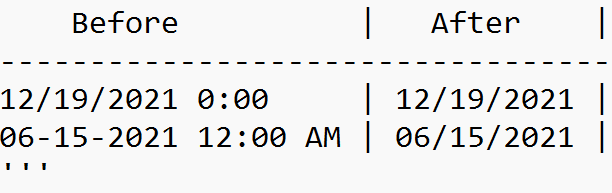 Before          |   After    |
----------------------------------
12/19/2021 0:00     | 12/19/2021 |
06-15-2021 12:00 AM | 06/15/2021 |
'''